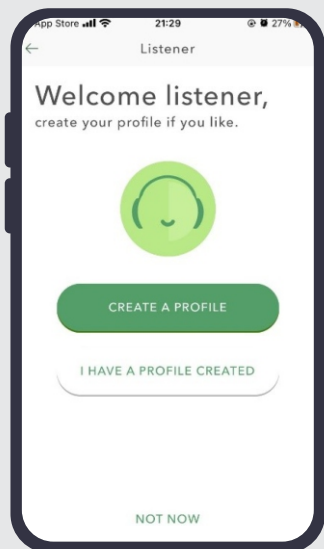 App Store 21:29 27%
Listener
Welcome listener,
create your profile if you like.
CREATE A PROFILE
I HAVE A PROFILE CREATED
NOT NOW